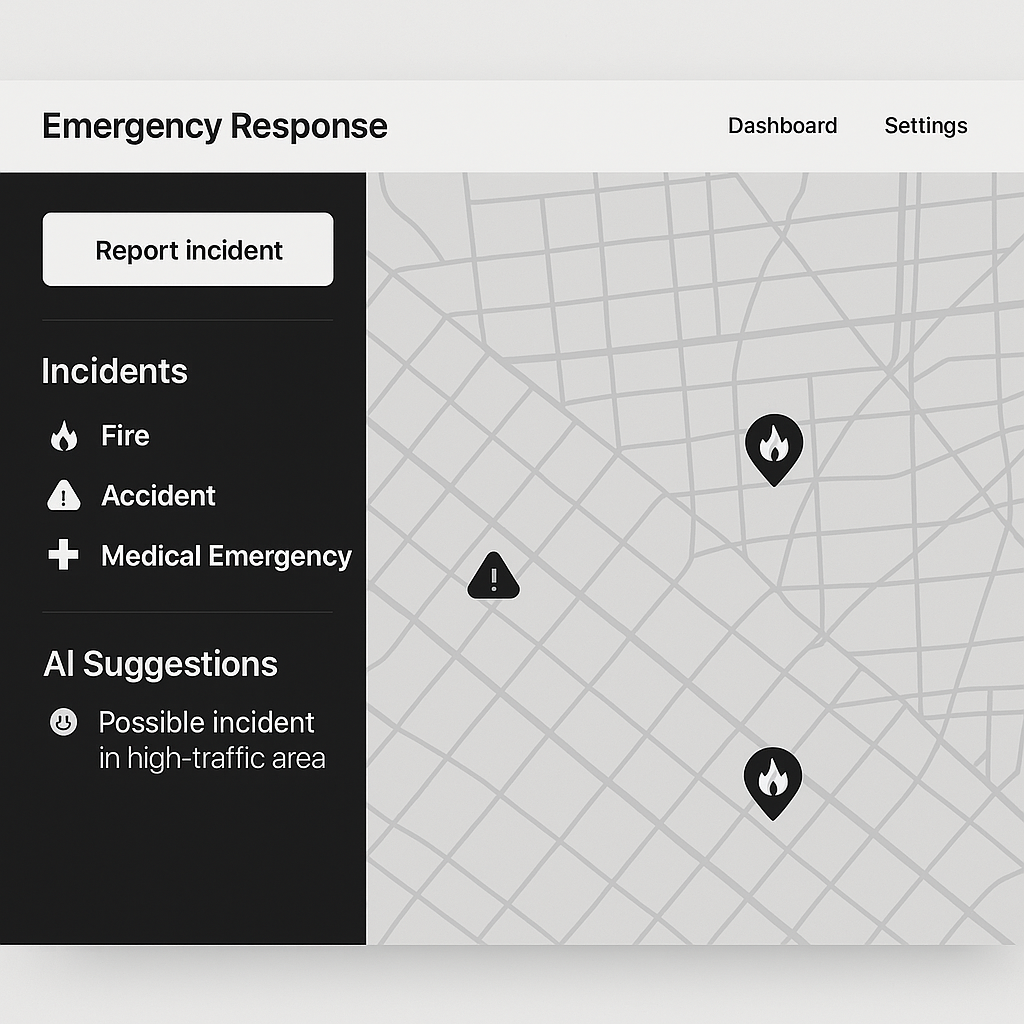 Emergency Response
Dashboard
Settings
Report incident
Incidents
Fire
Accident
Medical Emergency
AI Suggestions
Possible incident
in high-traffic area